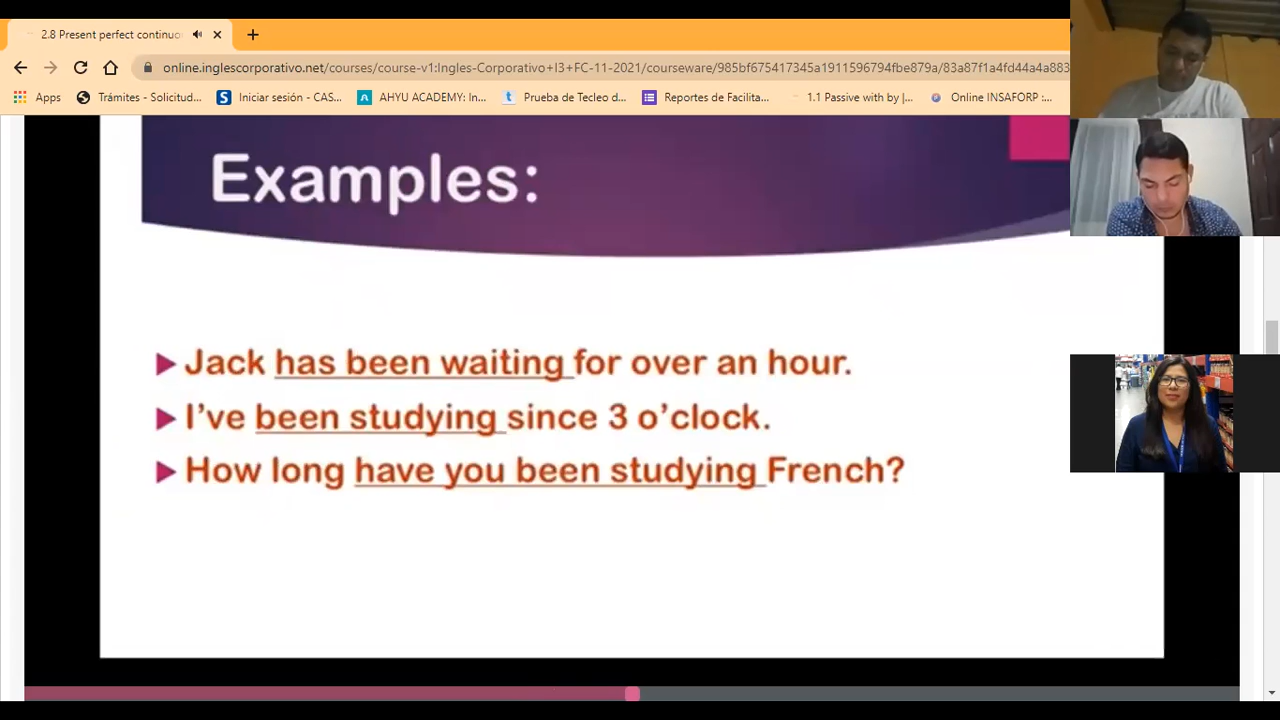 2.8 Present perfect continuo
online.inglescorporativo.net/courses/course-v1:Ingles-Corporativo+I3+FC-11-2021/courseware/985bf675417345a1911596794fbe879a/83a87f1a4fd44a4a883
Apps
Trámites - Solicitud...
Iniciar sesión - CAS...
AHYU ACADEMY: In...
Prueba de Tecleo d...
Reportes de Facilita...
1.1 Passive with by |...
Online INSAFORP :...
Examples:
Jack has been waiting for over an hour.
I've been studying since 3 o'clock.
How long have you been studying French?